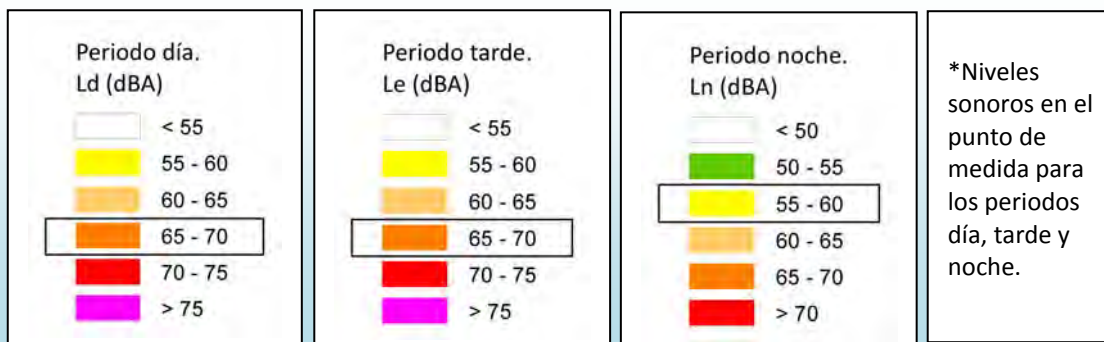 Periodo día.
Ld (dBA)
< 55
55 - 60
60 - 65
65 - 70
70 - 75
> 75
Periodo tarde.
Le (dBA)
< 55
55 - 60
60 - 65
65 - 70
70 - 75
> 75
Periodo noche.
Ln (dBA)
< 50
50 - 55
55 - 60
60 - 65
65 - 70
> 70
*Niveles
sonoros en el
punto de
medida para
los periodos
día, tarde y
noche.